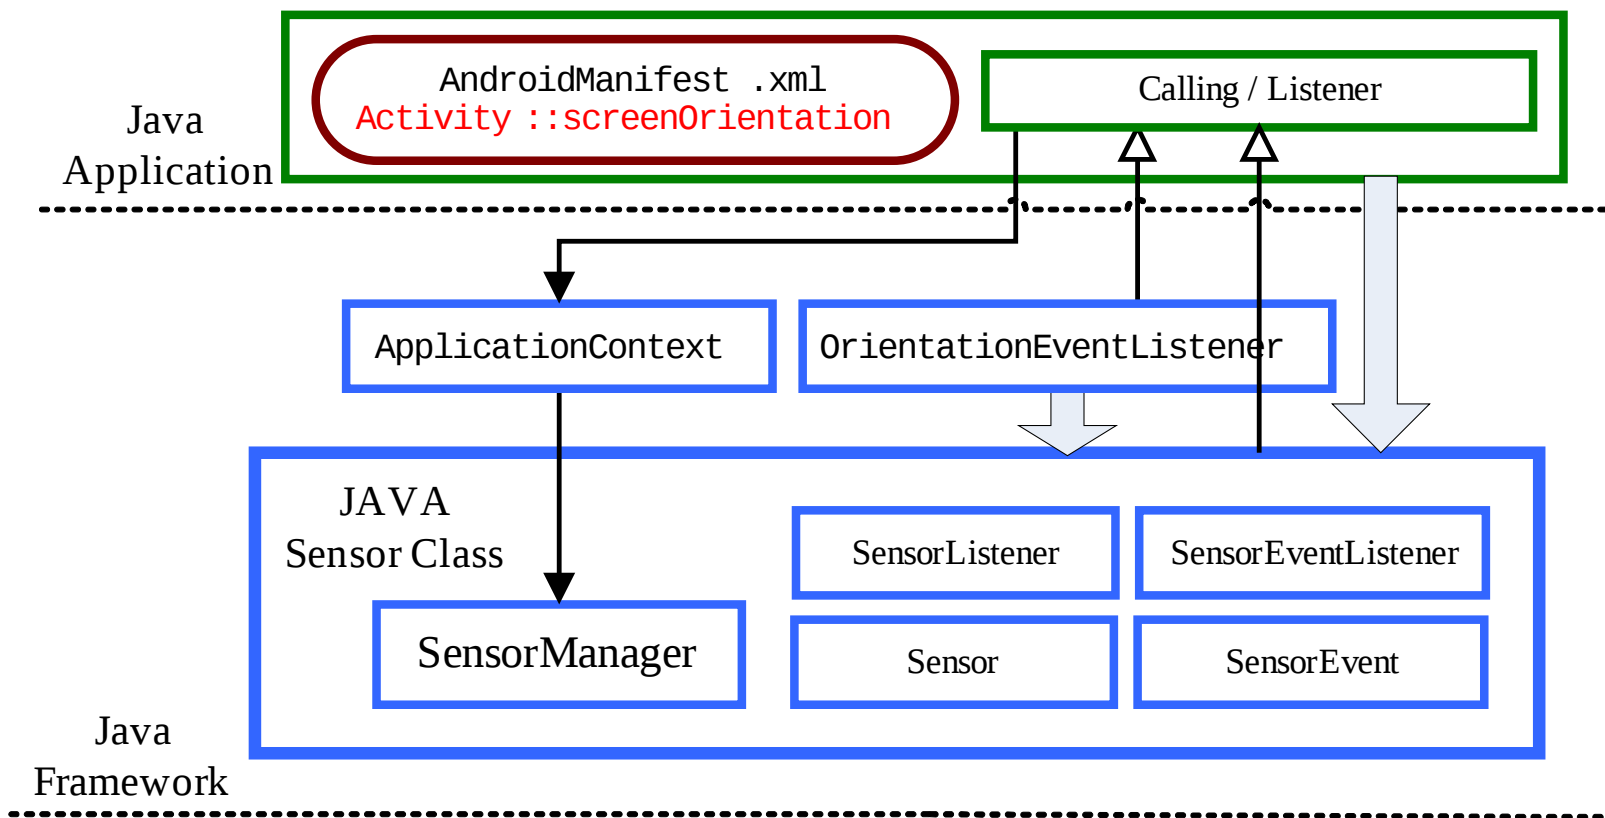 AndroidManifest .xml
Activity ::screenOrientation
Calling / Listener
Java
Application
ApplicationContext
OrientationEventListener
JAVA
Sensor Class
SensorListener
SensorEventListener
SensorManager
Sensor
SensorEvent
Java
Framework